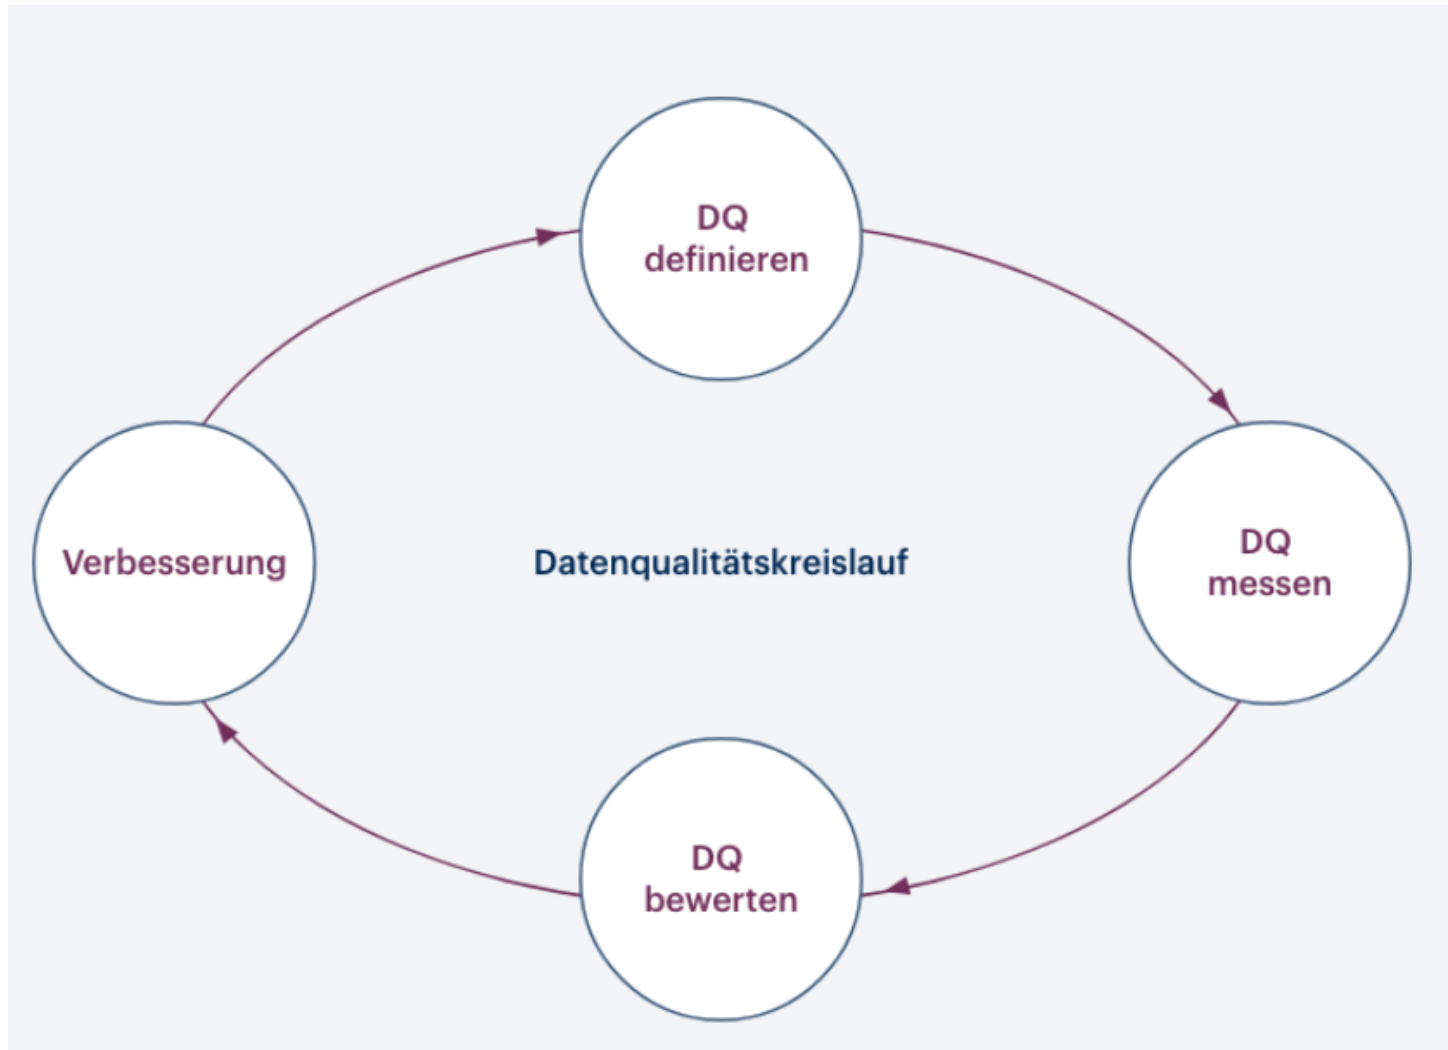 DQ
definieren
Verbesserung
Datenqualitätskreislauf
DQ
messen
DQ
bewerten